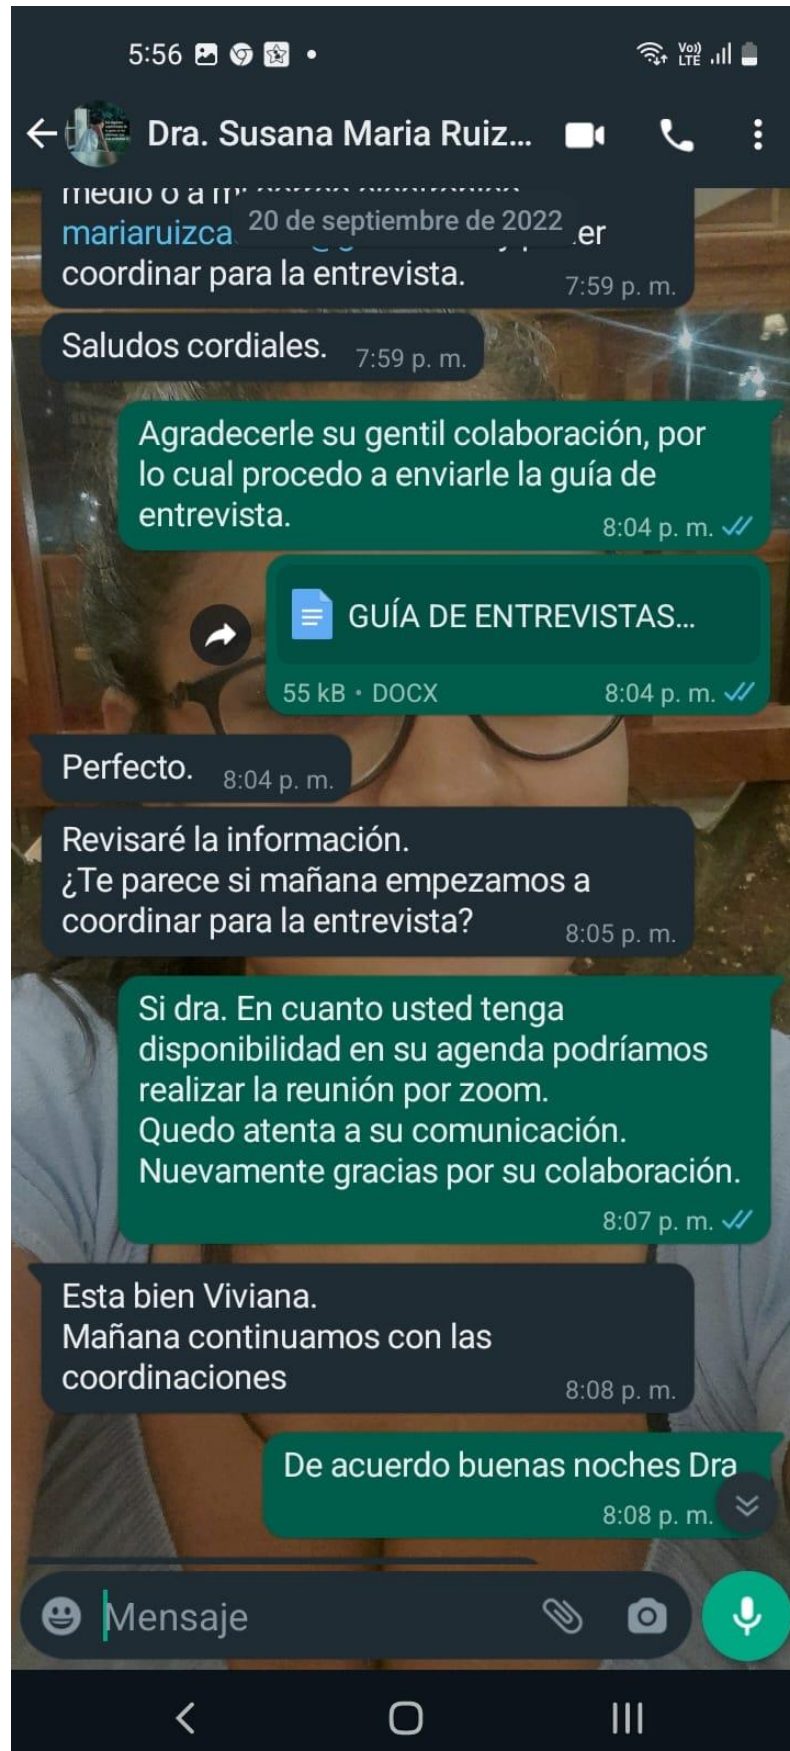 5:56
LTE
Dra. Susana Maria Ruiz...
medio o a mi correo electrónico
20 de septiembre de 2022
mariaruizca
coordinar para la entrevista.
7:59 p. m.
Saludos cordiales. 7:59 p. m.
Agradecerle su gentil colaboración, por
lo cual procedo a enviarle la guía de
entrevista.
8:04 p. m.
GUÍA DE ENTREVISTAS...
55 kB • DOCX 8:04 p. m.
Perfecto. 8:04 p. m.
Revisaré la información.
¿Te parece si mañana empezamos a
coordinar para la entrevista?
8:05 p. m.
Si dra. En cuanto usted tenga
disponibilidad en su agenda podríamos
realizar la reunión por zoom.
Quedo atenta a su comunicación.
Nuevamente gracias por su colaboración.
8:07 p. m.
Esta bien Viviana.
Mañana continuamos con las
coordinaciones
8:08 p. m.
De acuerdo buenas noches Dra
8:08 p. m.
Mensaje